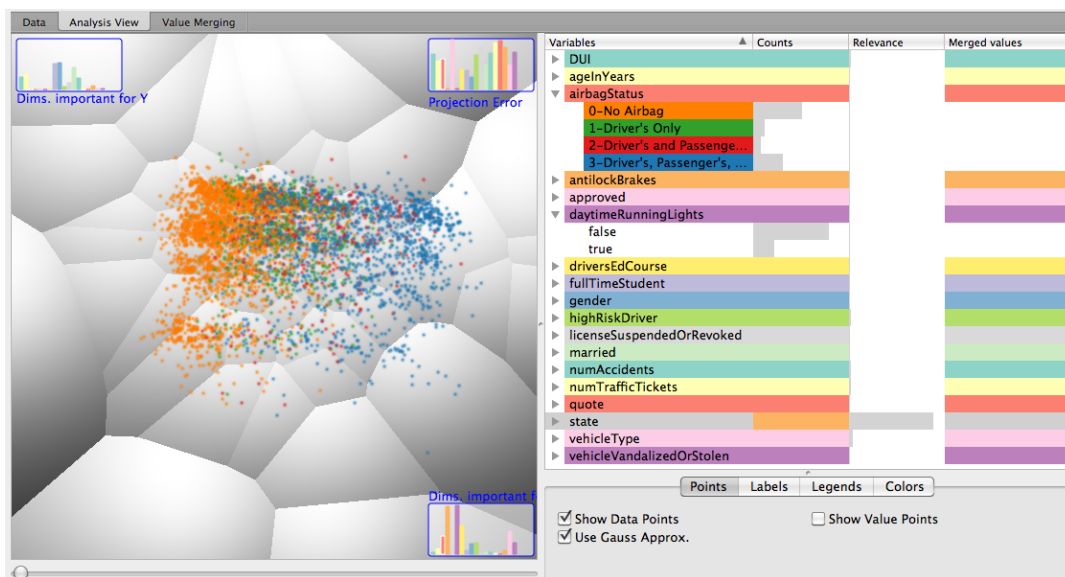 Data Analysis View Value Merging
Dims. important for Y
Projection Error
Dims. important f
Variables Counts Relevance Merged values
DUI
ageInYears
airbagStatus
0-No Airbag
1-Driver's Only
2-Driver's and Passenge...
3-Driver's, Passenger's, ...
antilockBrakes
approved
daytimeRunningLights
false
true
driversEdCourse
fullTimeStudent
gender
highRiskDriver
licenseSuspendedOrRevoked
married
numAccidents
numTrafficTickets
quote
state
vehicleType
vehicleVandalizedOrStolen
Points Labels Legends Colors
Show Data Points Show Value Points
Use Gauss Approx.